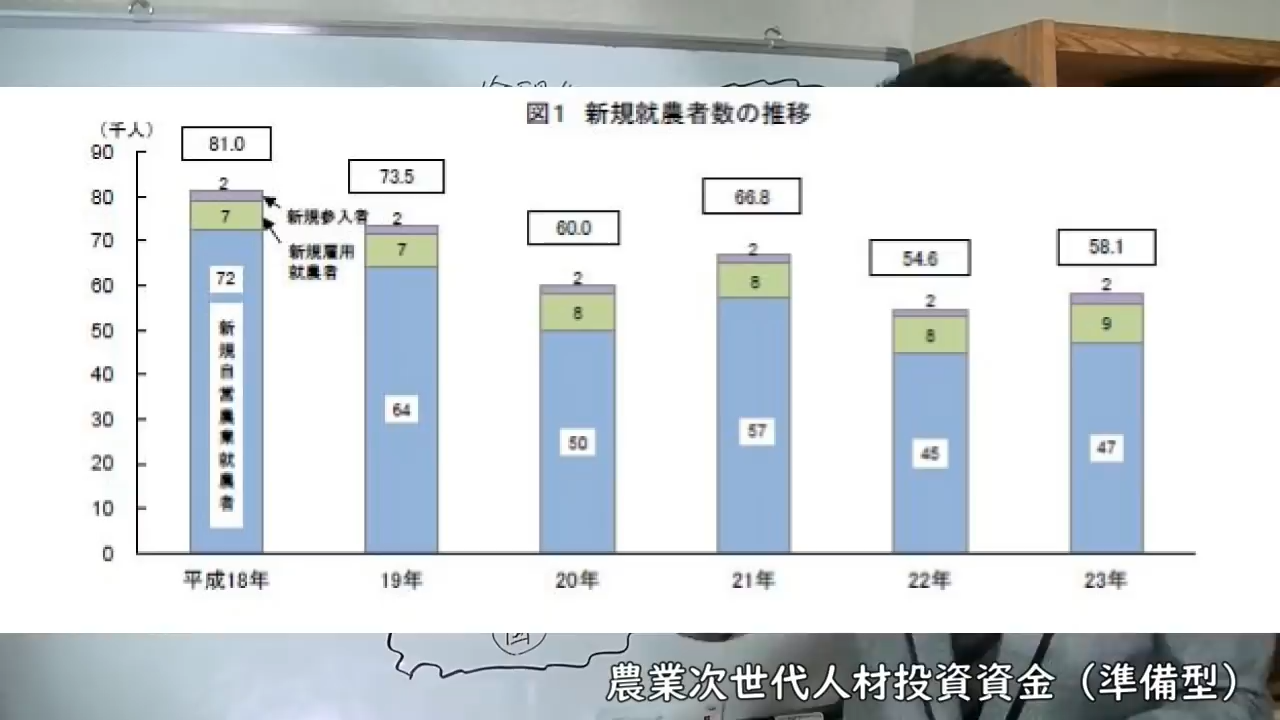 図1 新規就農者数の推移
（千人）
90
80
70
60
50
40
30
20
10
0
81.0
2
7
72
新規自営農業就農者
新規参入者
新規雇用
就農者
73.5
2
7
64
60.0
2
8
50
66.8
2
8
57
54.6
2
8
45
58.1
2
9
47
平成18年
19年
20年
21年
22年
23年
農業次世代人材投資資金（準備型）